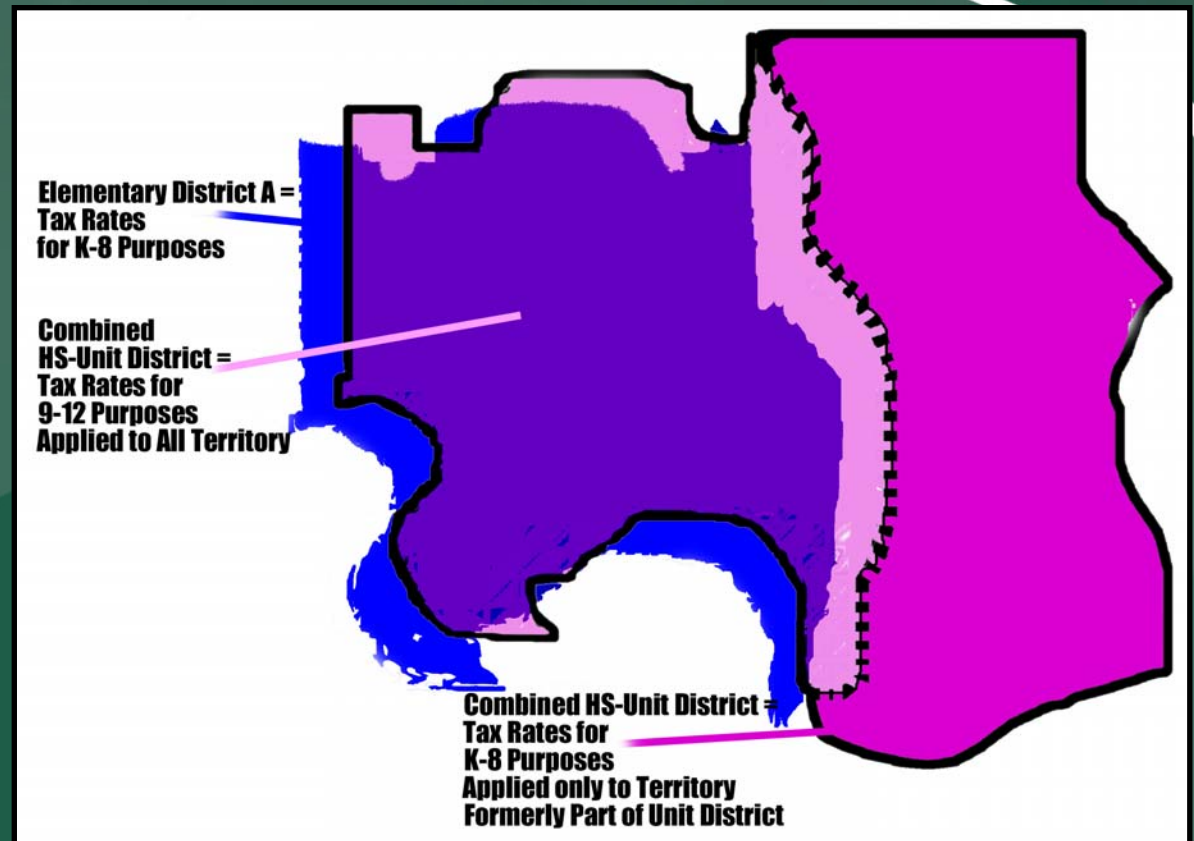 Elementary District A =
Tax Rates
for K-8 Purposes
Combined
HS-Unit District =
Tax Rates for
9-12 Purposes
Applied to All Territory
Combined HS-Unit District =
Tax Rates for
K-8 Purposes
Applied only to Territory
Formerly Part of Unit District